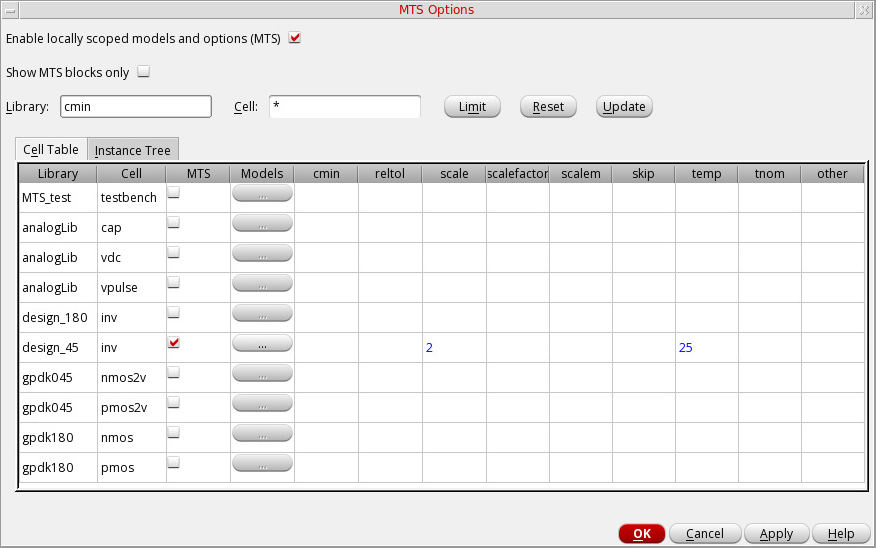 MTS Options
Enable locally scoped models and options (MTS)
Show MTS blocks only
Library: cmin Cell: * Limit Reset Update
Cell Table Instance Tree
Library Cell MTS Models cmin reltol scale scalefactor scalem skip temp tnom other
MTS_test testbench ...
analogLib cap ...
analogLib vdc ...
analogLib vpulse ...
design_180 inv ...
design_45 inv ... 2 25
gpdk045 nmos2v ...
gpdk045 pmos2v ...
gpdk180 nmos ...
gpdk180 pmos ...
OK Cancel Apply Help